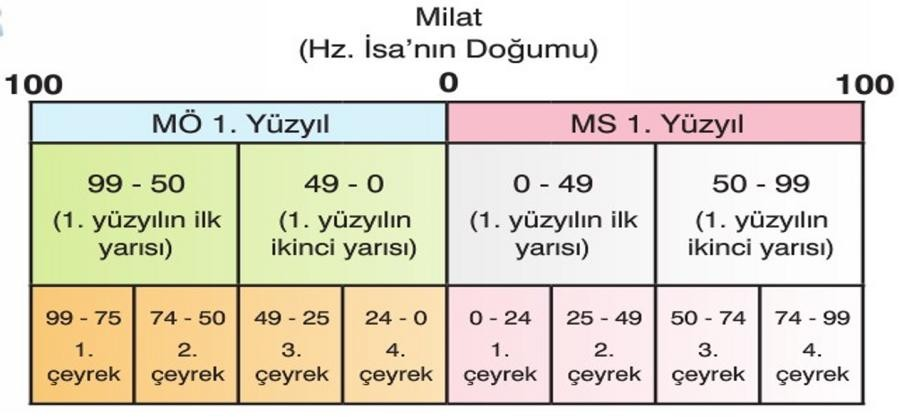 Milat
(Hz. İsa'nın Doğumu)
100 0 100
MÖ 1. Yüzyıl MS 1. Yüzyıl
99 - 50 49 - 0 0 - 49 50 - 99
(1. yüzyılın ilk (1. yüzyılın (1. yüzyılın ilk (1. yüzyılın
yarısı) ikinci yarısı) yarısı) ikinci yarısı)
99 - 75 74 - 50 49 - 25 24 - 0 0 - 24 25 - 49 50 - 74 74 - 99
1. 2. 3. 4. 1. 2. 3. 4.
çeyrek çeyrek çeyrek çeyrek çeyrek çeyrek çeyrek çeyrek